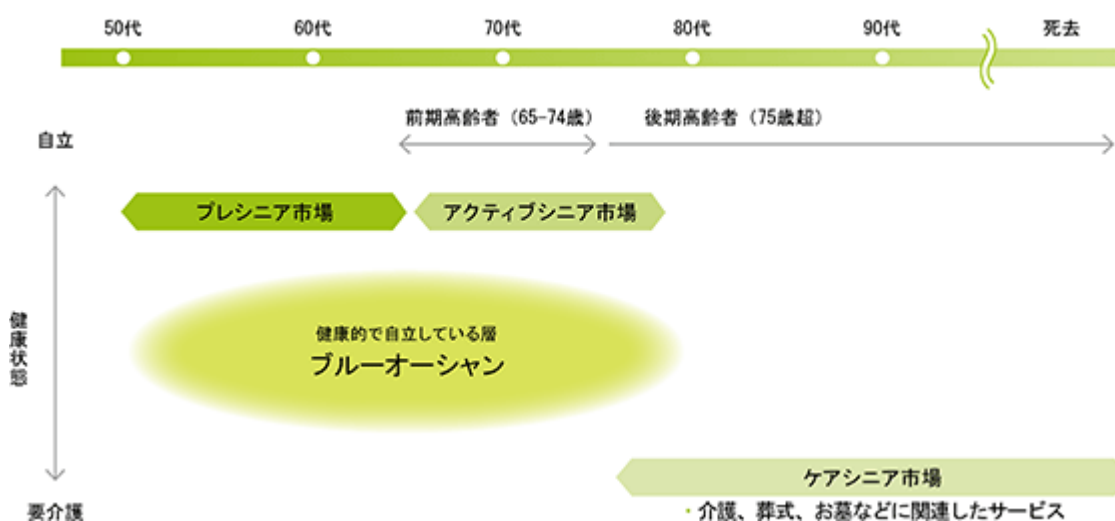 50代 60代 70代 80代 90代 死去
前期高齢者（65-74歳） 後期高齢者（75歳超）
自立
プレシニア市場 アクティブシニア市場
健康的で自立している層
ブルーオーシャン
健康状態
ケアシニア市場
要介護
・介護、葬式、お墓などに関連したサービス